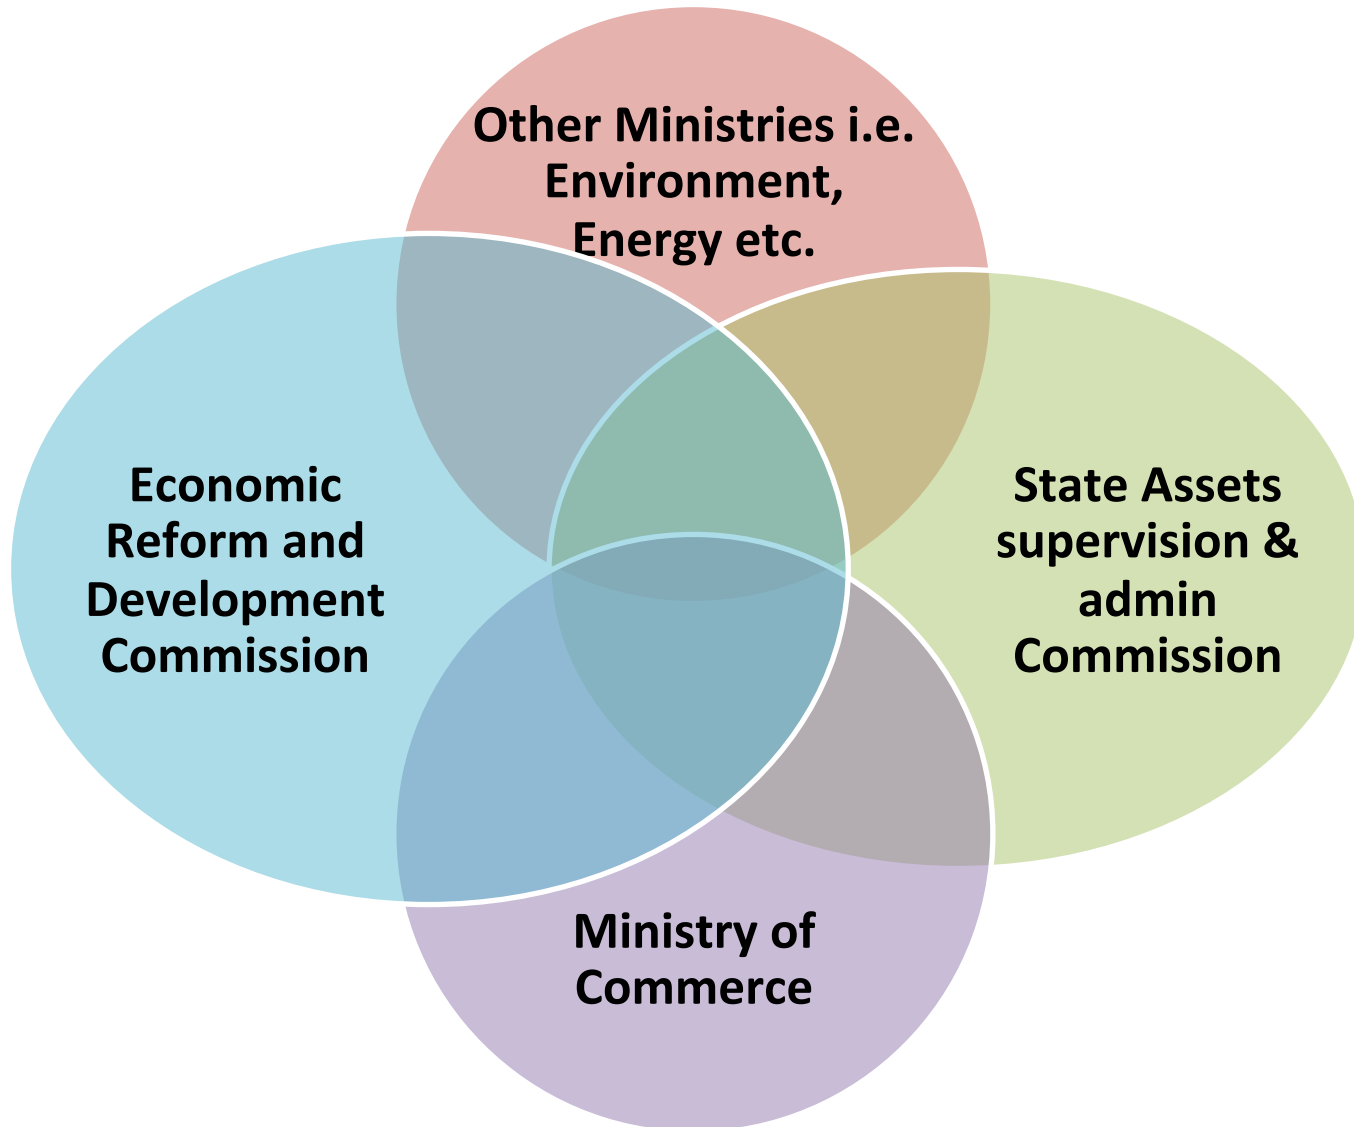 Other Ministries i.e.
Environment,
Energy etc.
Economic
Reform and
Development
Commission
State Assets
supervision &
admin
Commission
Ministry of
Commerce